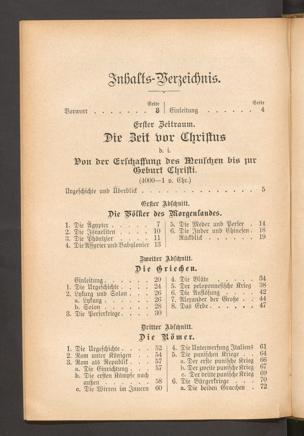 Inhalts-Verzeichnis.
Seite Seite
Vorwort . . . . . . . . 3 Einleitung . . . . . . . 4
Erster Zeitraum.
Die Zeit vor Christus
d. i.
Von der Erschaffung des Menschen bis zur
Geburt Christi.
(4000—1 v. Chr.)
Urgeschichte und Überblick . . . . . . . . . . . . 5
Erster Abschnitt.
Die Völker des Morgenlandes.
1. Die Ägypter . . . . . 7
2. Die Israeliten . . . . 10
3. Die Phönizier . . . . 11
4. Die Assyrier und Babylonier 13
5. Die Meder und Perser . . 14
6. Die Inder und Chinesen . 18
Rückblick . . . . . . 19
Zweiter Abschnitt.
Die Griechen.
Einleitung . . . . . . 20
1. Die Urgeschichte . . . . 24
2. Lykurg und Solon . . . 26
a. Lykurg . . . . . . 26
b. Solon . . . . . . 28
3. Die Perserkriege . . . . 30
4. Die Blüte . . . . . . 34
5. Der peloponnesische Krieg 38
6. Die Auflösung . . . . . 42
7. Alexander der Große . . 44
8. Das Erbe . . . . . . 47
Dritter Abschnitt.
Die Römer.
1. Die Urgeschichte . . . . 52
2. Rom unter Königen . . 54
3. Rom als Republik . . . 57
a. Die Einrichtung . . . 57
b. Die ersten Kämpfe nach
außen . . . . . . 58
c. Die Wirren im Innern 60
4. Die Unterwerfung Italiens 61
5. Die punischen Kriege . . 64
a. Der erste punische Krieg 66
b. Der zweite punische Krieg 67
c. Der dritte punische Krieg 69
6. Die Bürgerkriege . . . . 70
a. Die beiden Gracchen . 72